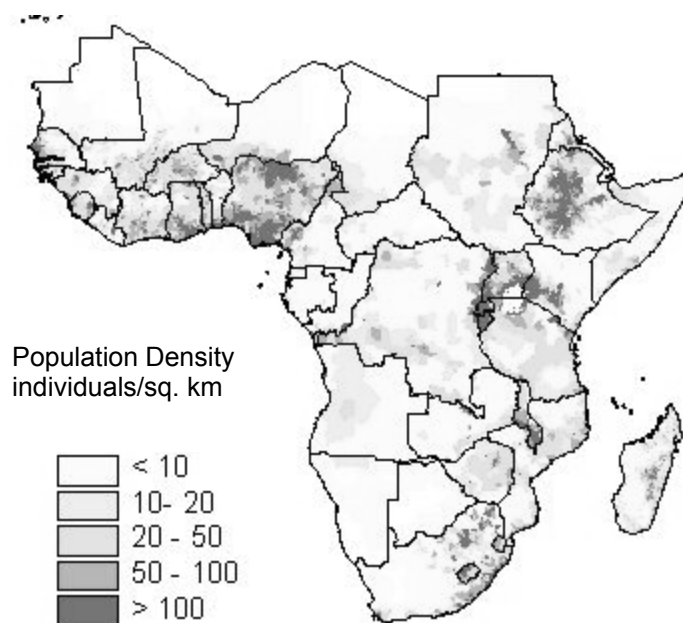 Population Density
individuals/sq. km
< 10
10- 20
20 - 50
50 - 100
> 100